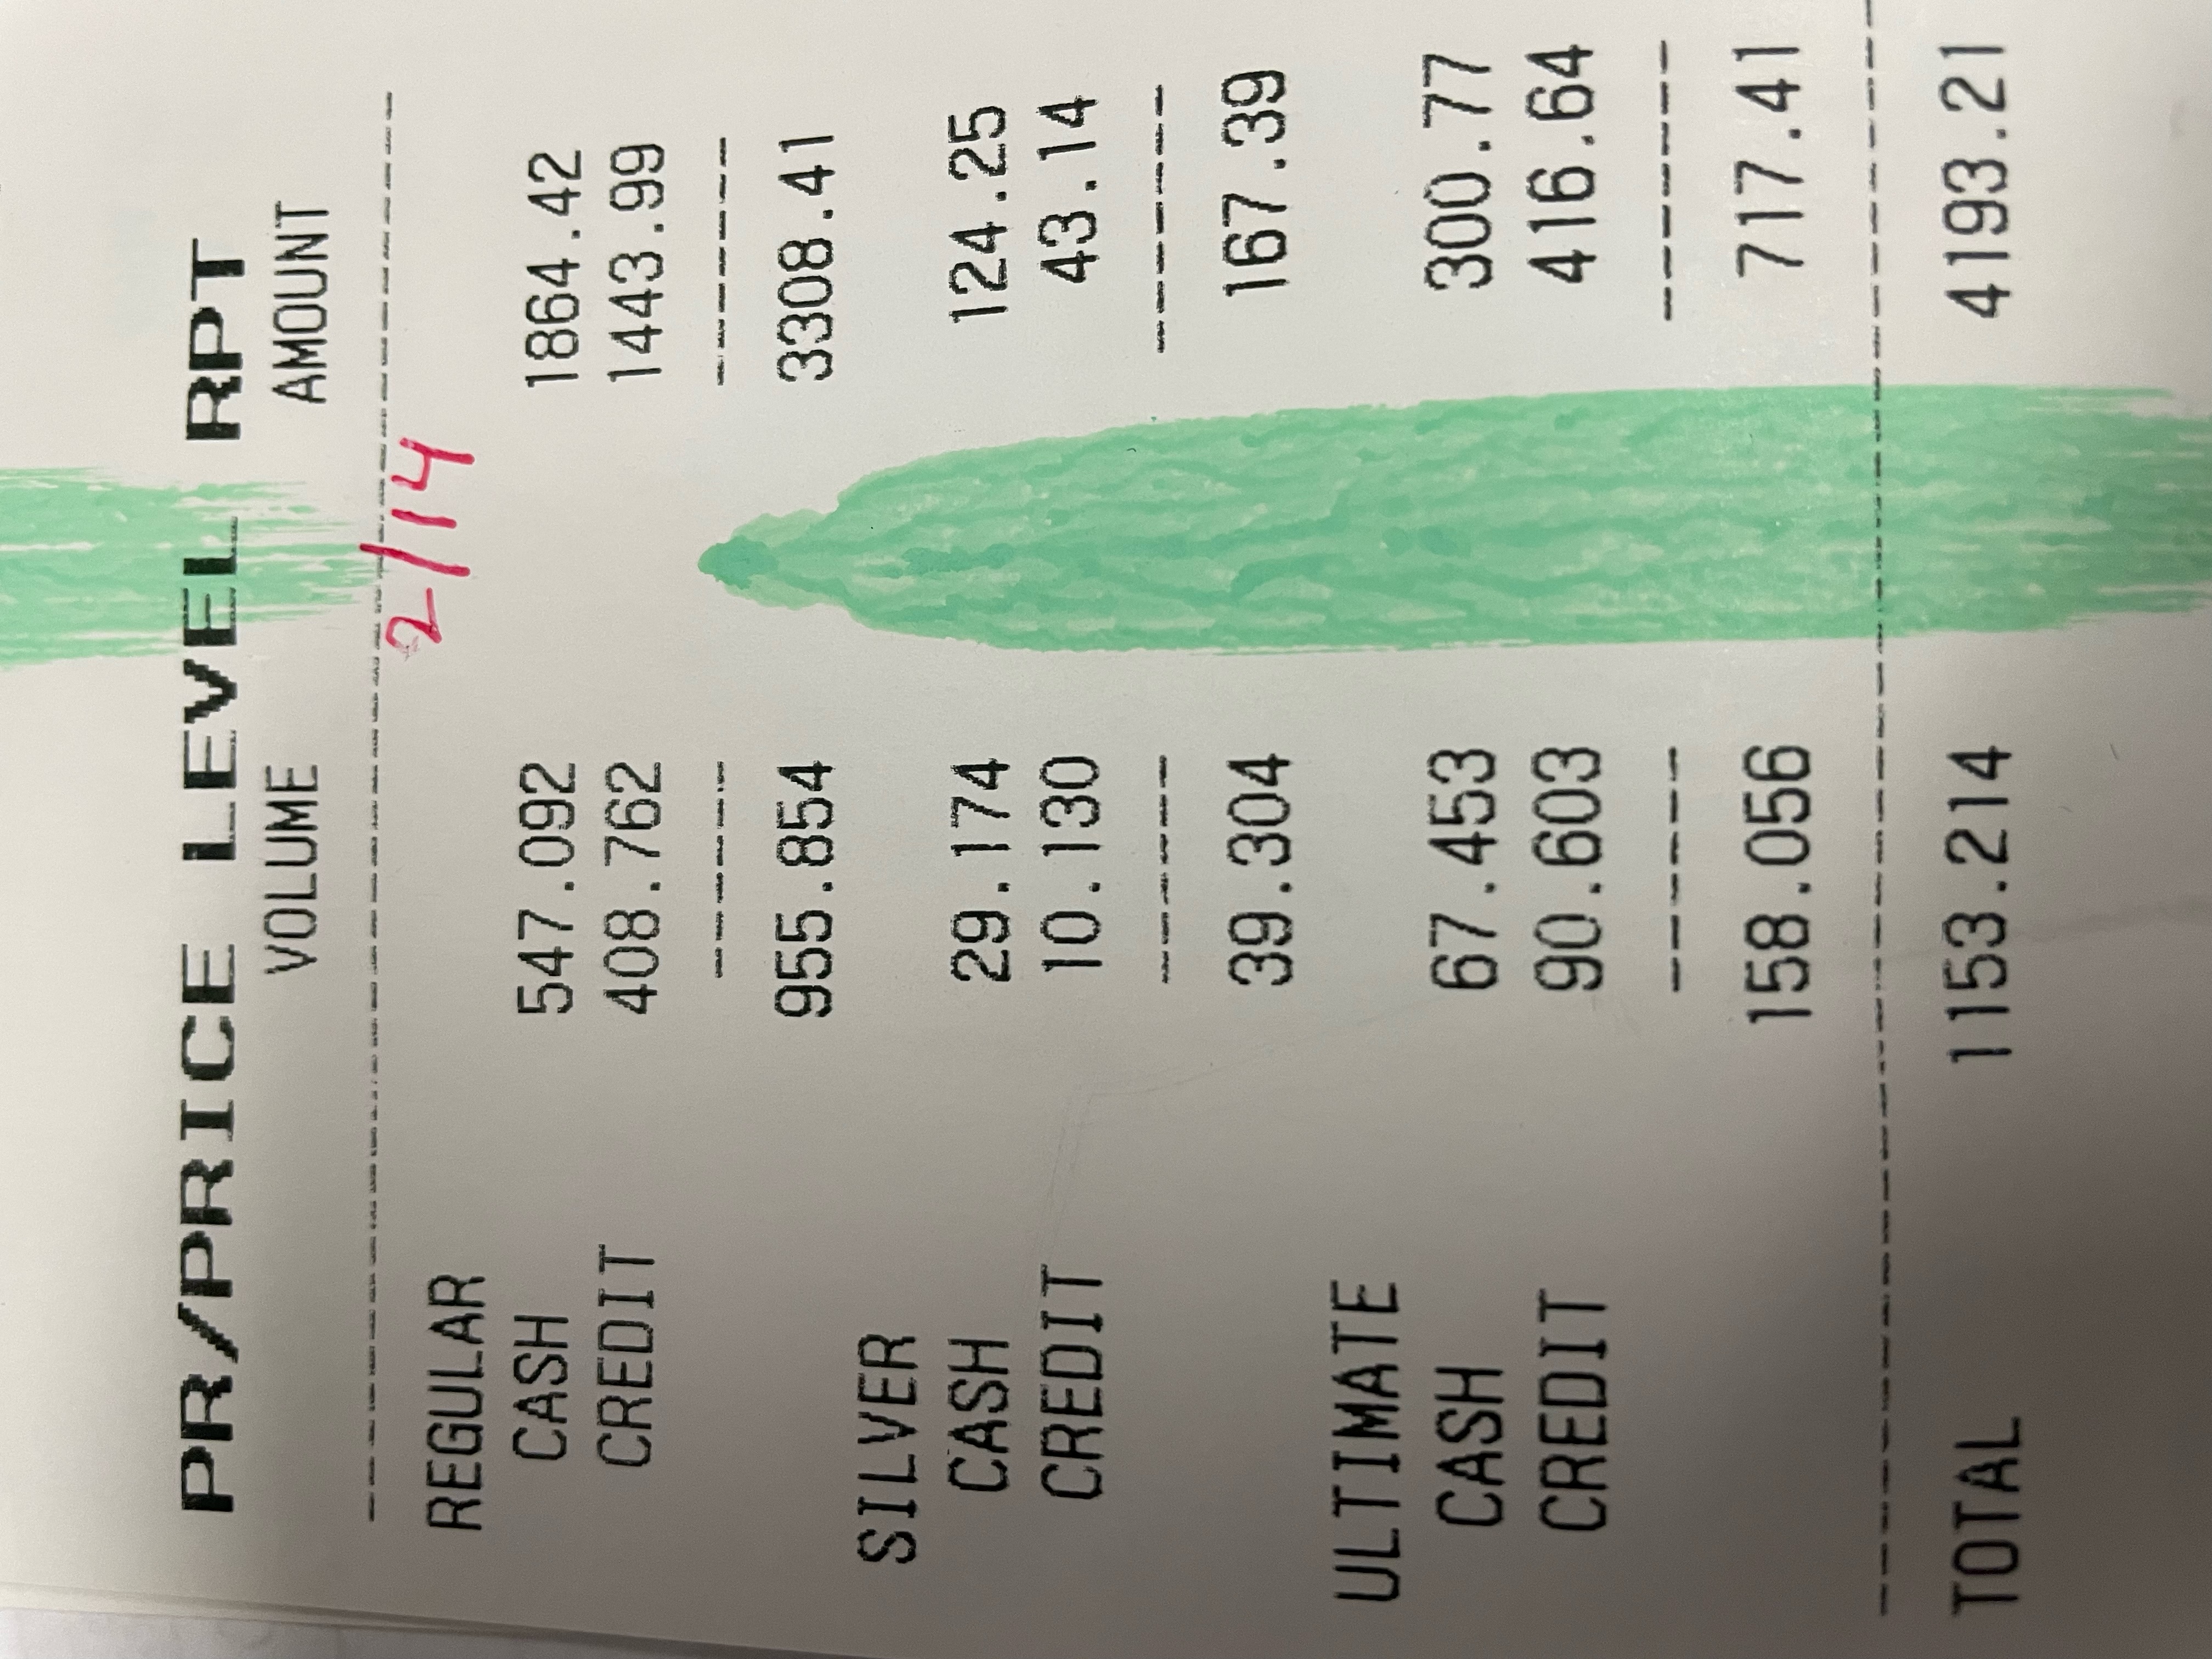 PR/PRICE LEVEL RPT
VOLUME AMOUNT
2/14
REGULAR
CASH 547.092 1864.42
CREDIT 408.762 1443.99
955.854 3308.41
SILVER
CASH 29.174 124.25
CREDIT 10.130 43.14
39.304 167.39
ULTIMATE
CASH 67.453 300.77
CREDIT 90.603 416.64
158.056 717.41
TOTAL 1153.214 4193.21